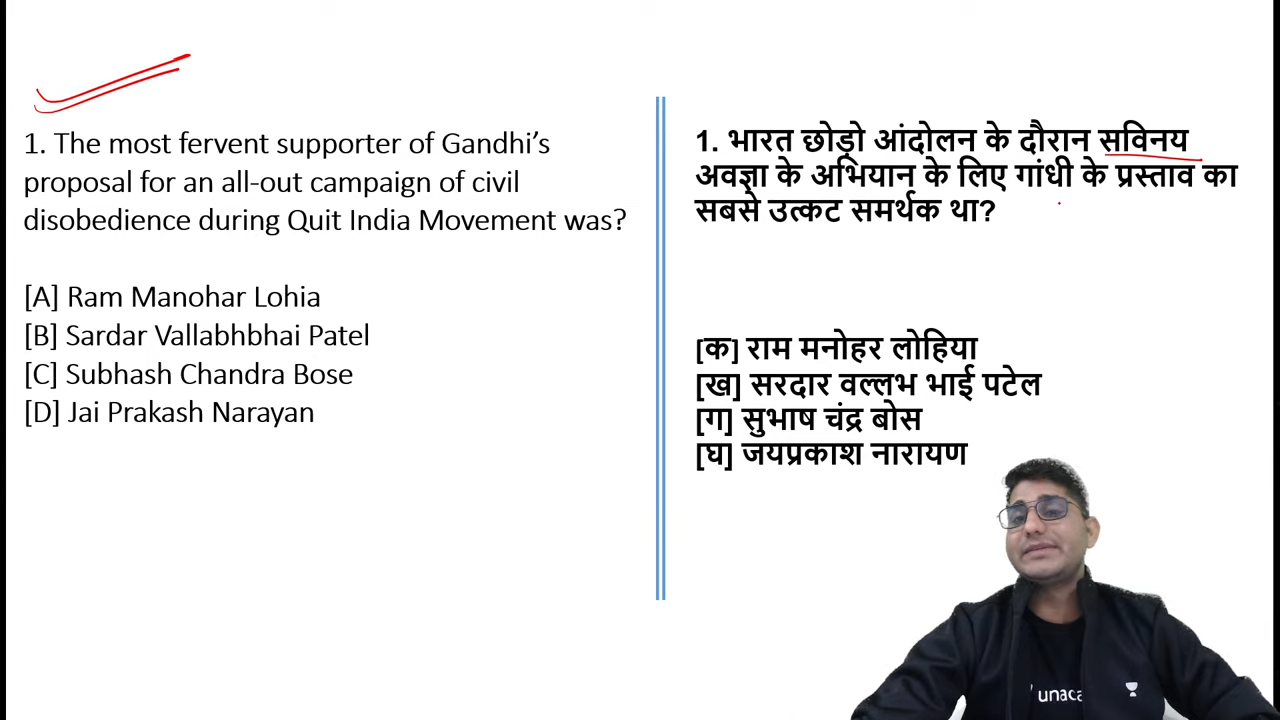 1. The most fervent supporter of Gandhi’s
proposal for an all-out campaign of civil
disobedience during Quit India Movement was?
[A] Ram Manohar Lohia
[B] Sardar Vallabhbhai Patel
[C] Subhash Chandra Bose
[D] Jai Prakash Narayan
1. भारत छोड़ो आंदोलन के दौरान सविनय
अवज्ञा के अभियान के लिए गांधी के प्रस्ताव का
सबसे उत्कट समर्थक था?
[क] राम मनोहर लोहिया
[ख] सरदार वल्लभ भाई पटेल
[ग] सुभाष चंद्र बोस
[घ] जयप्रकाश नारायण